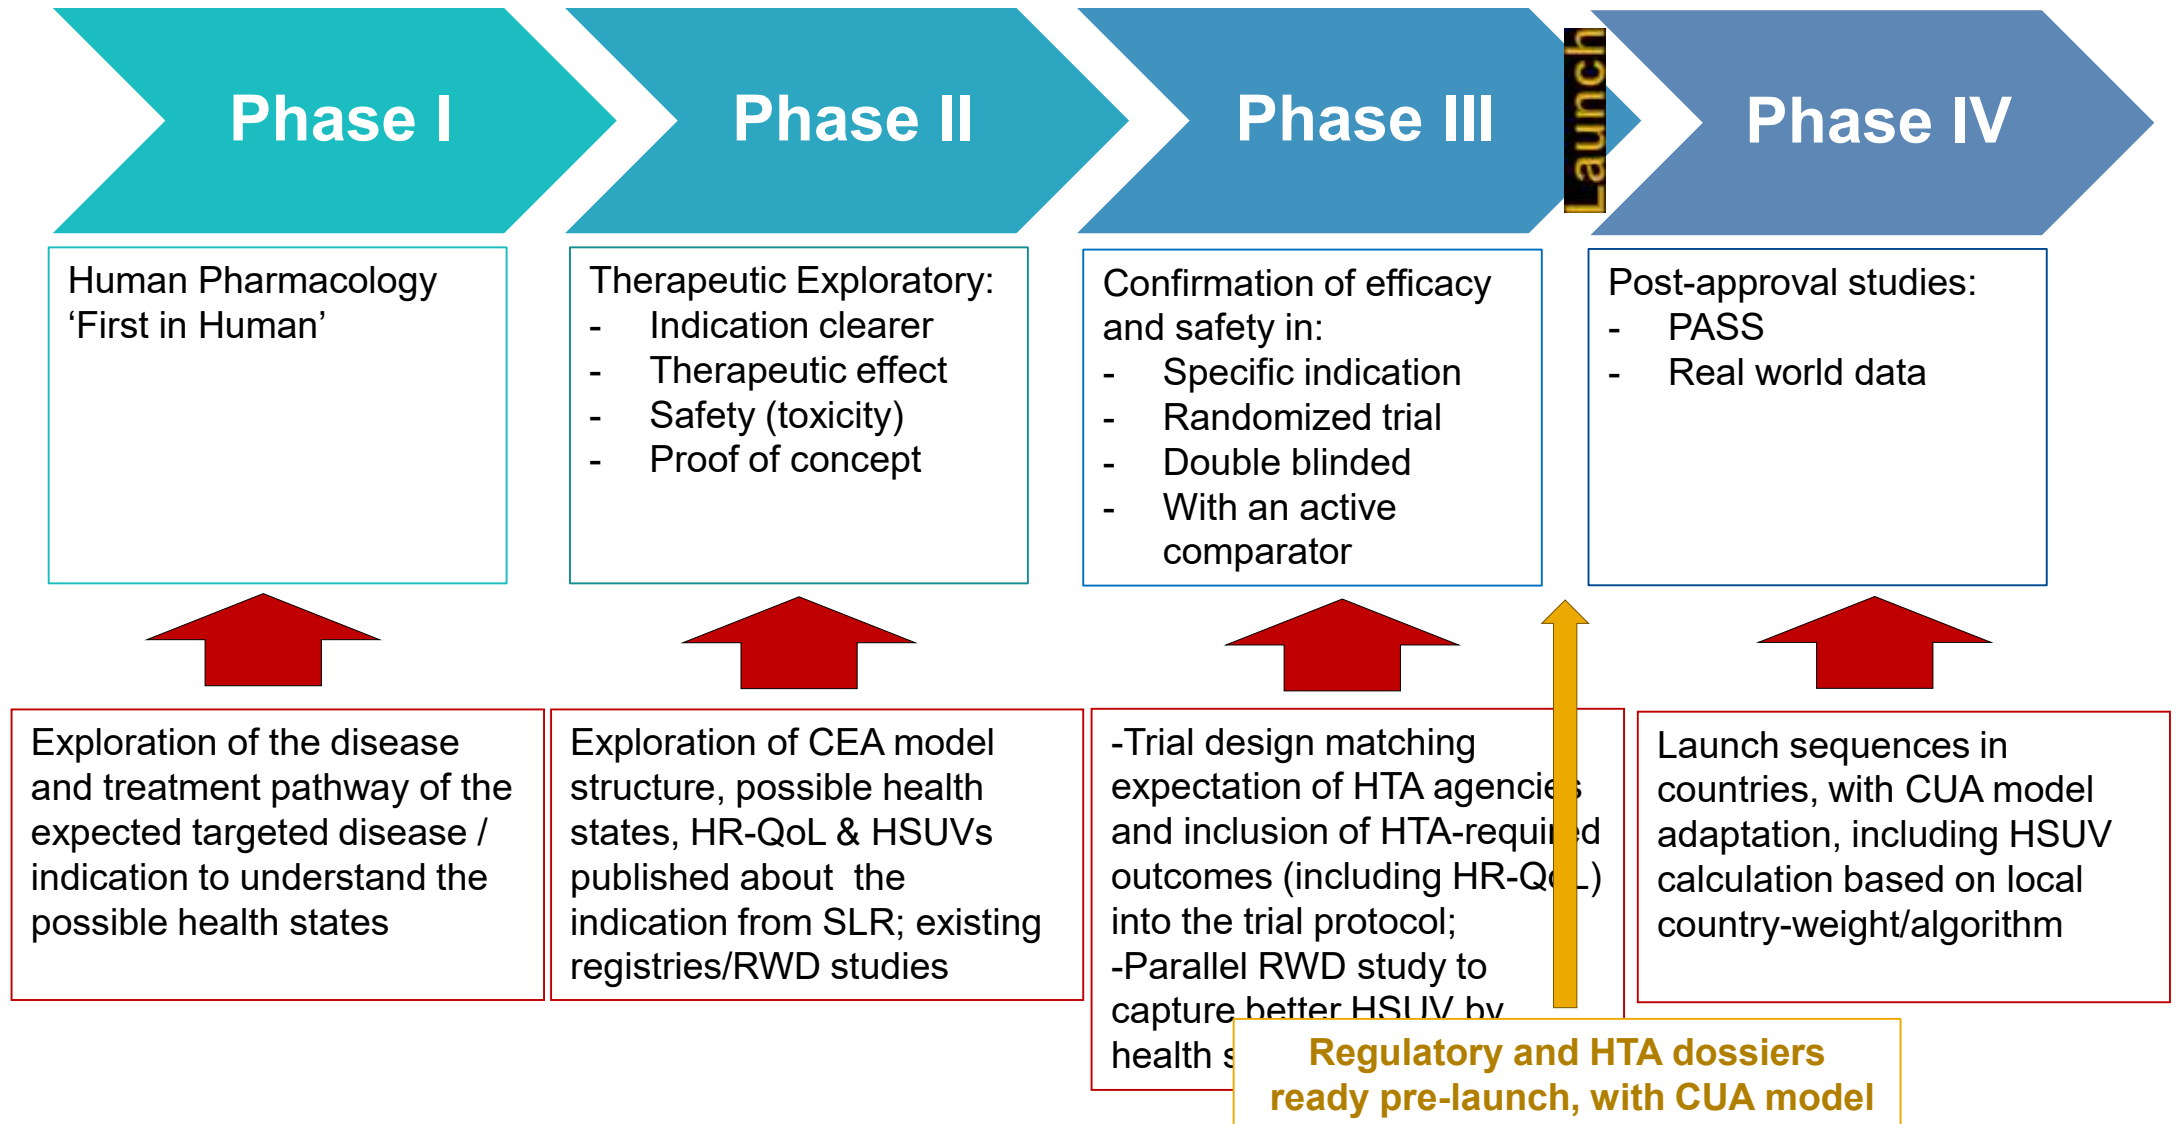 Phase I
Phase II
Phase III
Launch
Phase IV
Human Pharmacology
‘First in Human’
Therapeutic Exploratory:
- Indication clearer
- Therapeutic effect
- Safety (toxicity)
- Proof of concept
Confirmation of efficacy
and safety in:
- Specific indication
- Randomized trial
- Double blinded
- With an active
comparator
Post-approval studies:
- PASS
- Real world data
Exploration of the disease
and treatment pathway of the
expected targeted disease /
indication to understand the
possible health states
Exploration of CEA model
structure, possible health
states, HR-QoL & HSUVs
published about the
indication from SLR; existing
registries/RWD studies
-Trial design matching
expectation of HTA agencies
and inclusion of HTA-required
outcomes (including HR-QoL)
into the trial protocol;
-Parallel RWD study to
capture better HSUV by
health
Launch sequences in
countries, with CUA model
adaptation, including HSUV
calculation based on local
country-weight/algorithm
Regulatory and HTA dossiers
ready pre-launch, with CUA model